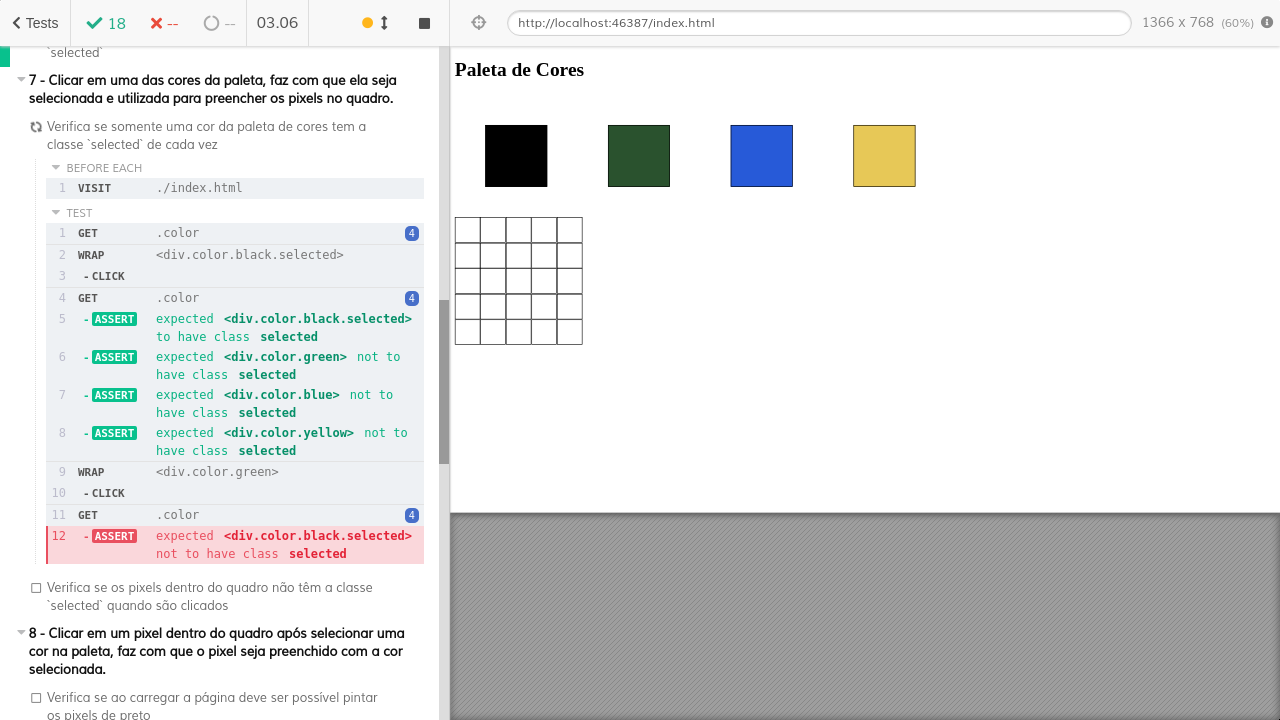 Tests
18
--
--
03.06
http://localhost:46387/index.html
1366 x 768 (60%)
`selected`
7 - Clicar em uma das cores da paleta, faz com que ela seja
selecionada e utilizada para preencher os pixels no quadro.
Verifica se somente uma cor da paleta de cores tem a
classe `selected` de cada vez
BEFORE EACH
1 VISIT ./index.html
TEST
1 GET .color 4
2 WRAP <div.color.black.selected>
3 - CLICK
4 GET .color 4
5 - ASSERT expected <div.color.black.selected>
to have class selected
6 - ASSERT expected <div.color.green> not to
have class selected
7 - ASSERT expected <div.color.blue> not to
have class selected
8 - ASSERT expected <div.color.yellow> not to
have class selected
9 WRAP <div.color.green>
10 - CLICK
11 GET .color 4
12 - ASSERT expected <div.color.black.selected>
not to have class selected
Verifica se os pixels dentro do quadro não têm a classe
`selected` quando são clicados
8 - Clicar em um pixel dentro do quadro após selecionar uma
cor na paleta, faz com que o pixel seja preenchido com a cor
selecionada.
Verifica se ao carregar a página deve ser possível pintar
os pixels de preto
Paleta de Cores